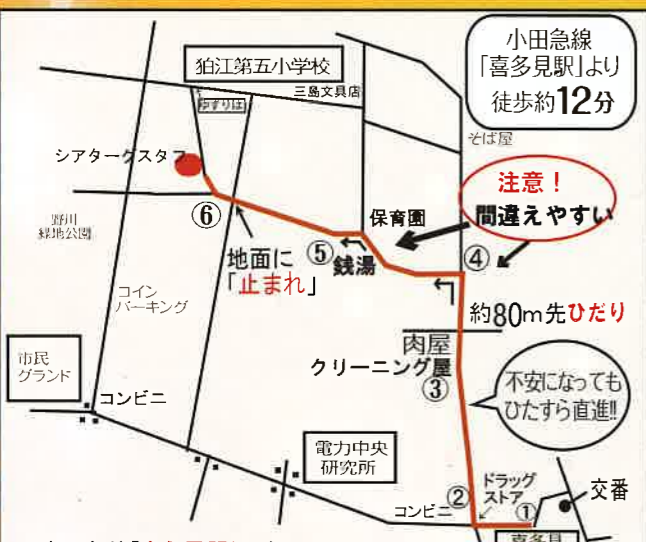 小田急線
「喜多見駅」より
徒歩約12分
狛江第五小学校
三島文具店
ゆずりは
そば屋
シアターグスタフ
注意！
間違えやすい
保育園
⑥
野川
緑地公園
地面に
「止まれ」
⑤
銭湯
④
コイン
パーキング
約80m先ひだり
肉屋
クリーニング屋
③
市民
グランド
コンビニ
不安になっても
ひたすら直進!!
電力中央
研究所
ドラッグ
ストア
交番
②
①
コンビニ
喜多見